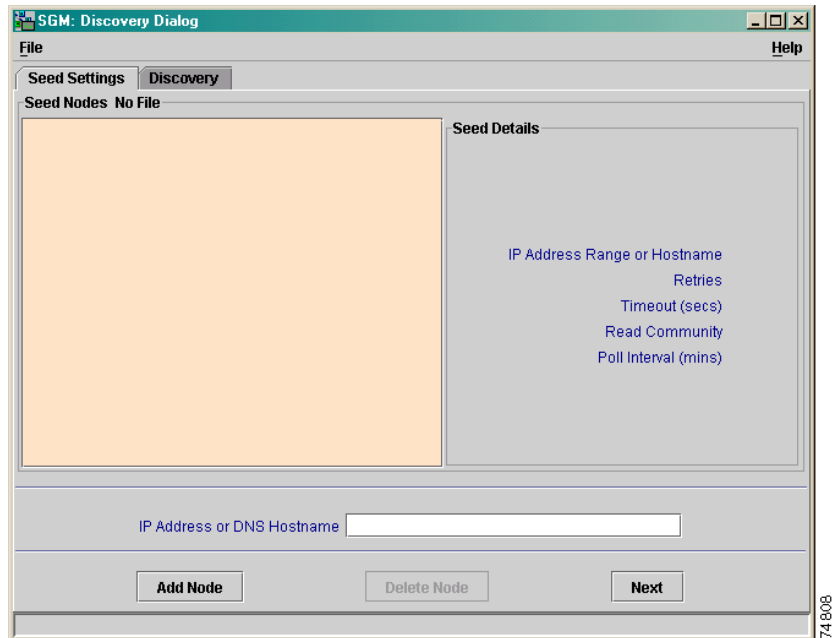 SGM: Discovery Dialog
File Help
Seed Settings Discovery
Seed Nodes No File
Seed Details
IP Address Range or Hostname
Retries
Timeout (secs)
Read Community
Poll Interval (mins)
IP Address or DNS Hostname
Add Node Delete Node Next
74808